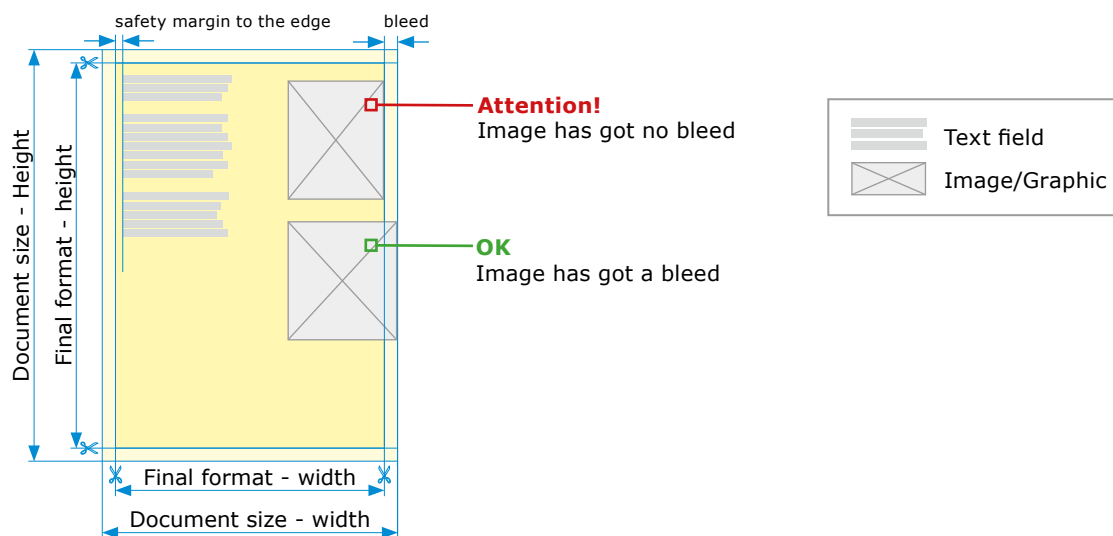 safety margin to the edge
bleed
Attention!
Image has got no bleed
OK
Image has got a bleed
Text field
Image/Graphic
Document size - Height
Final format - height
Final format - width
Document size - width